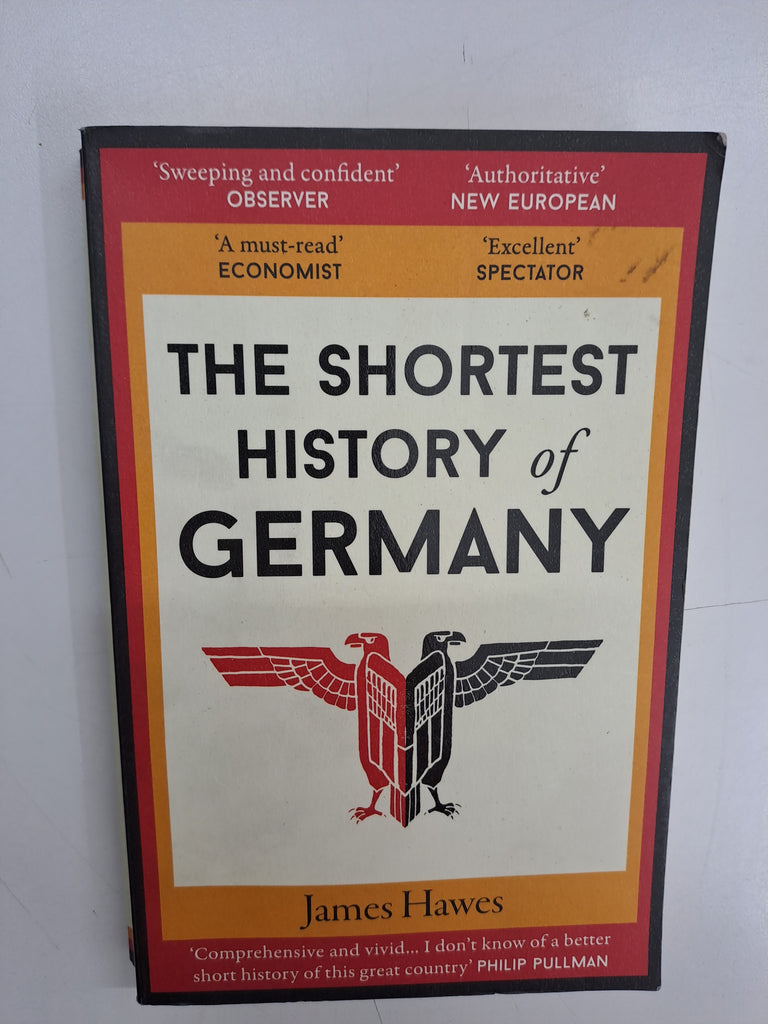 ‘Sweeping and confident’
OBSERVER
‘Authoritative’
NEW EUROPEAN
‘A must-read’
ECONOMIST
‘Excellent’
SPECTATOR
THE SHORTEST
HISTORY of
GERMANY
James Hawes
‘Comprehensive and vivid... I don’t know of a better
short history of this great country’ PHILIP PULLMAN